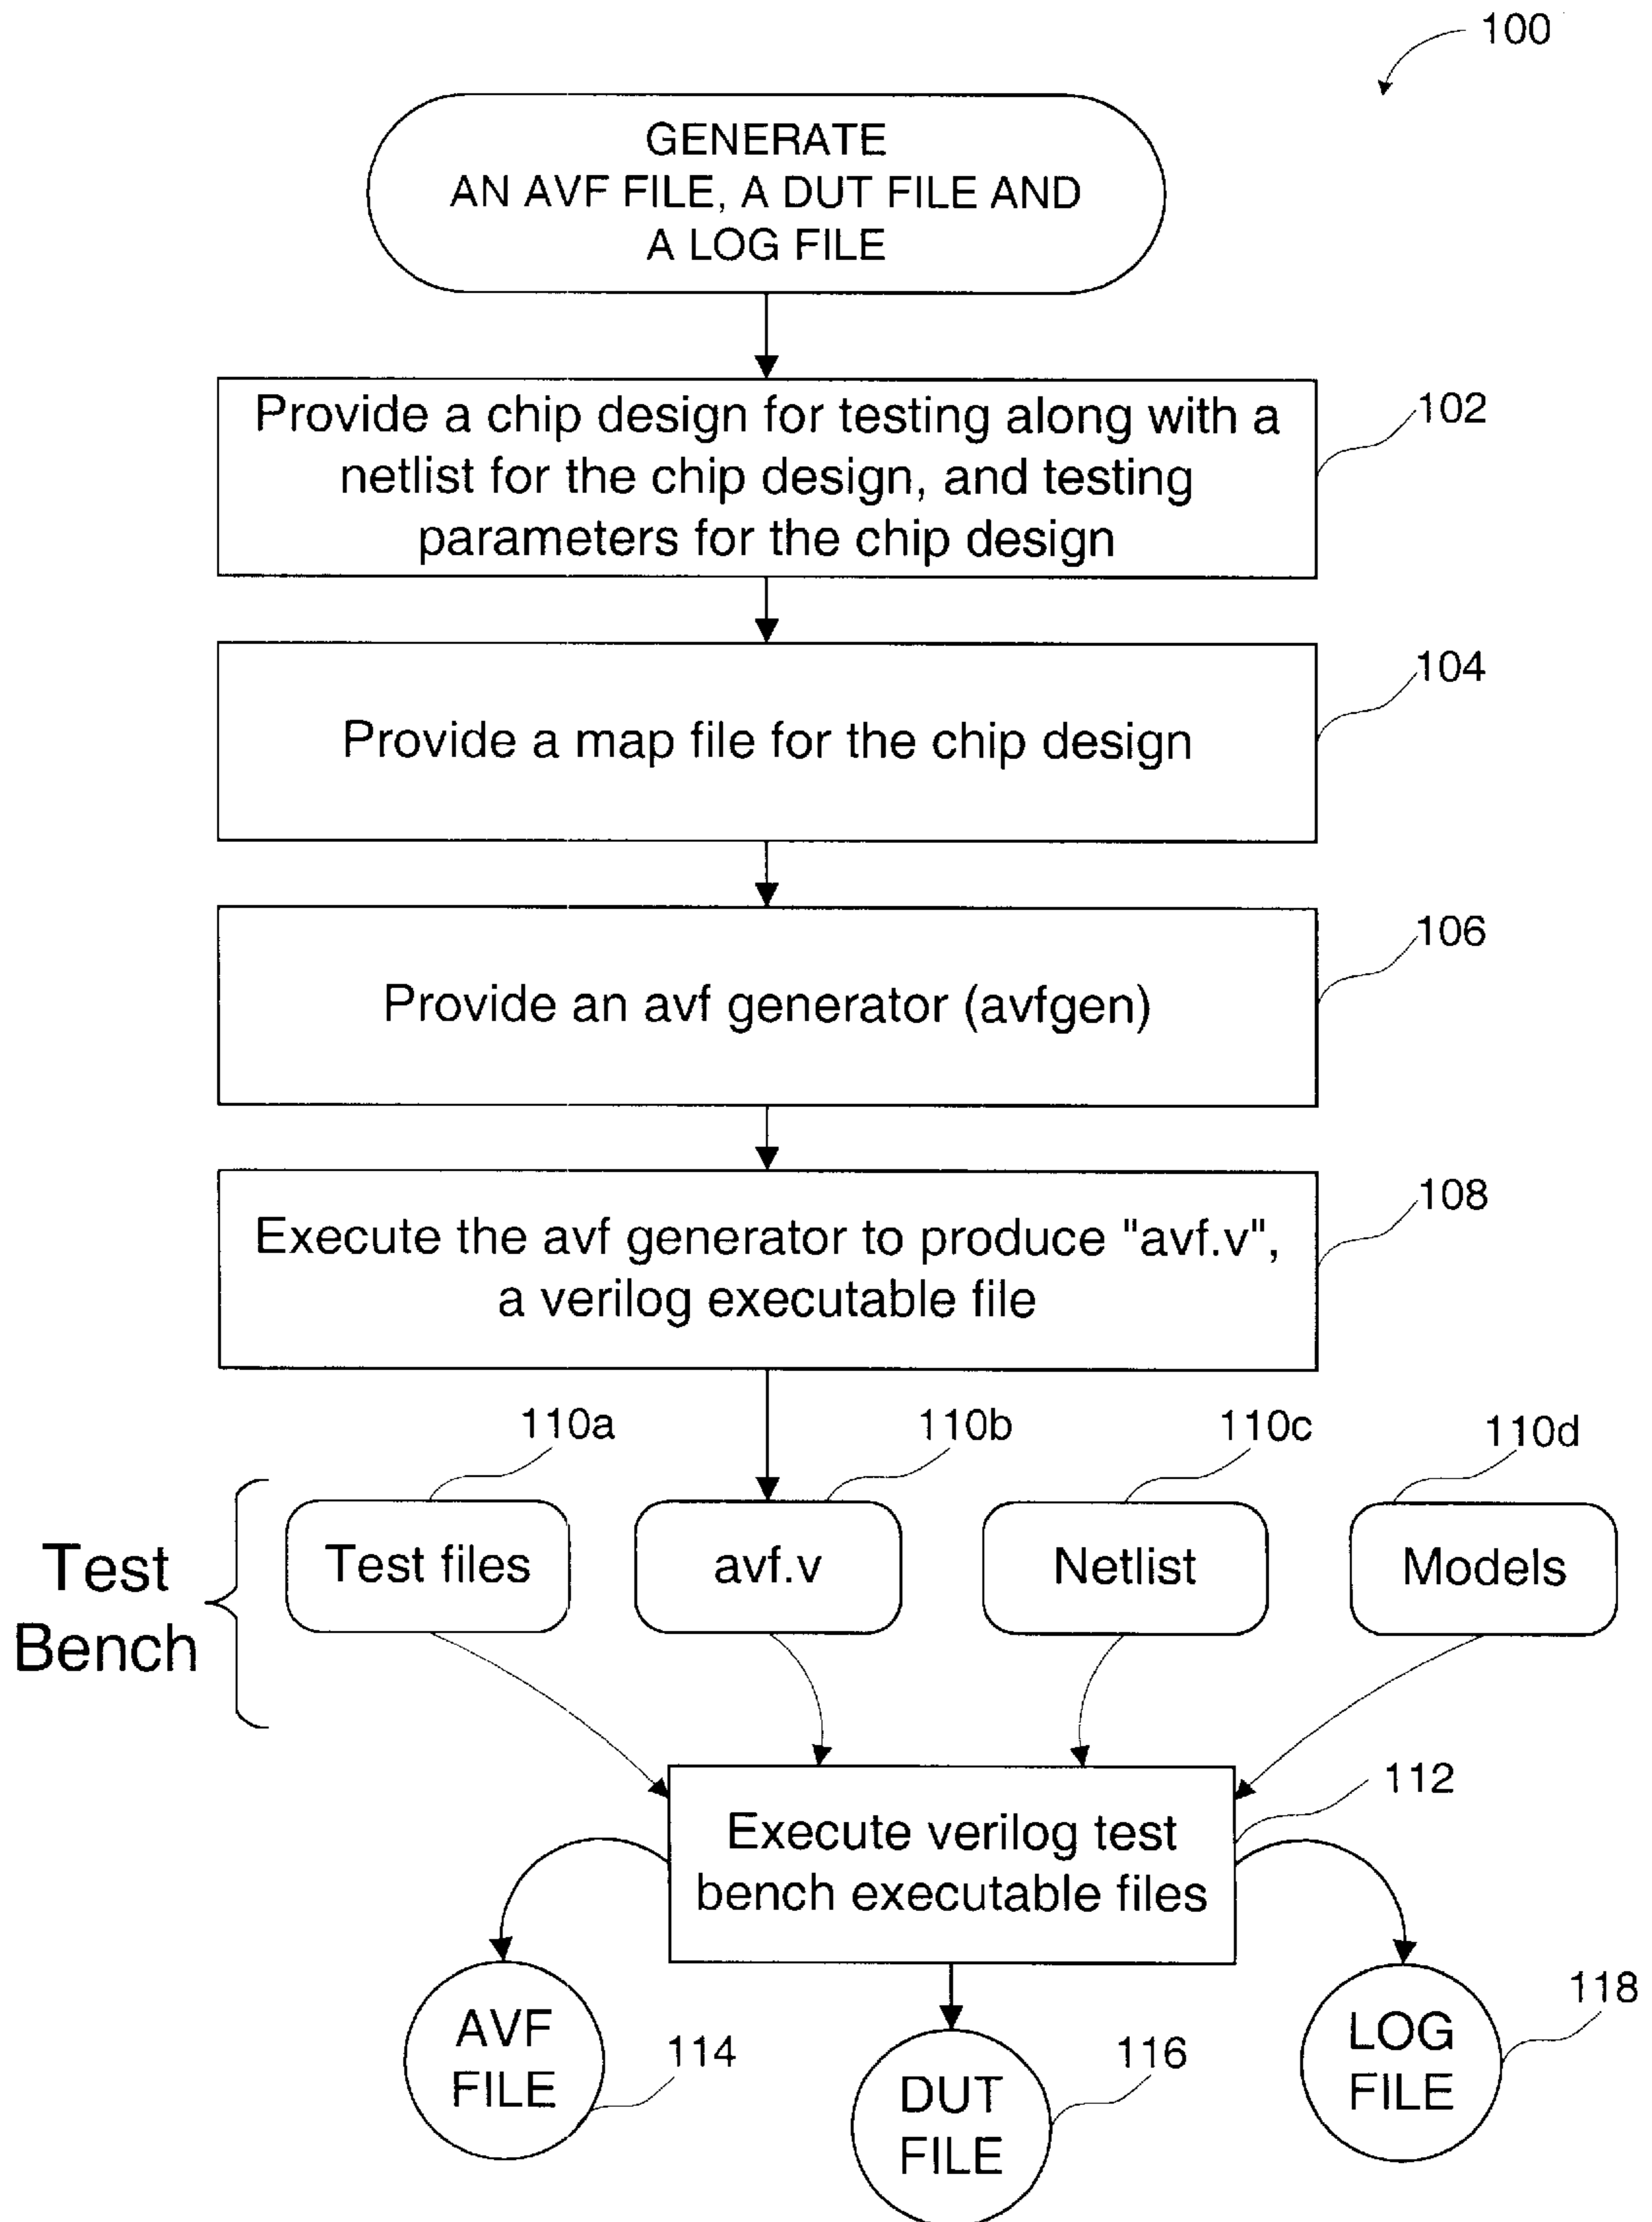 100
GENERATE
AN AVF FILE, A DUT FILE AND
A LOG FILE
Provide a chip design for testing along with a
netlist for the chip design, and testing
parameters for the chip design
102
Provide a map file for the chip design
104
Provide an avf generator (avfgen)
106
Execute the avf generator to produce "avf.v",
a verilog executable file
108
110a
110b
110c
110d
Test
Bench
Test files
avf.v
Netlist
Models
Execute verilog test
bench executable files
112
AVF
FILE
114
DUT
FILE
116
LOG
FILE
118